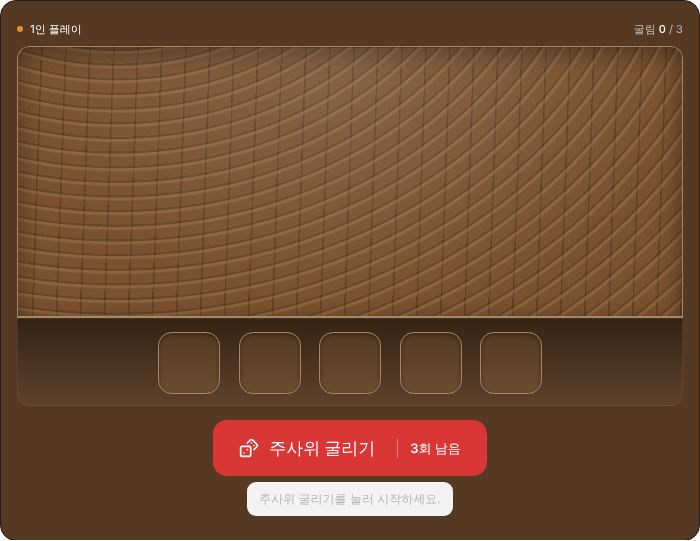 1인 플레이
굴림 0 / 3
주사위 굴리기
3회 남음
주사위 굴리기를 눌러 시작하세요.